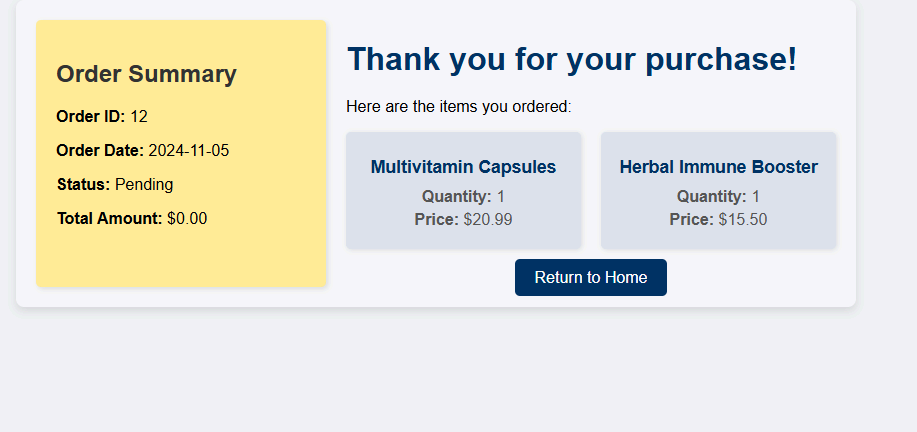 Order Summary
Order ID: 12
Order Date: 2024-11-05
Status: Pending
Total Amount: $0.00
Thank you for your purchase!
Here are the items you ordered:
Multivitamin Capsules
Quantity: 1
Price: $20.99
Herbal Immune Booster
Quantity: 1
Price: $15.50
Return to Home